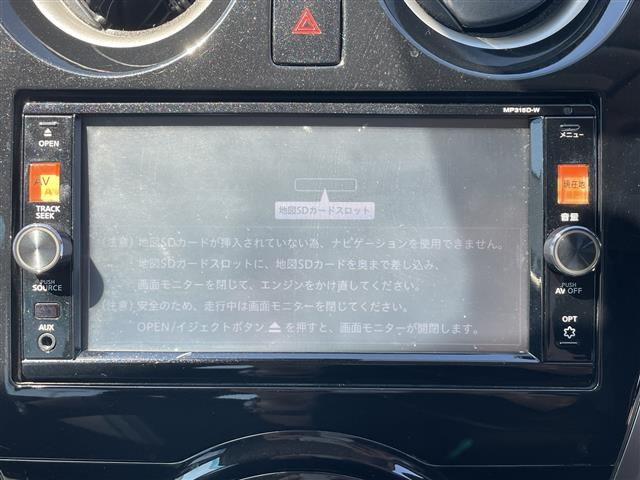 MP315D-W
OPEN
メニュー
AV
A
現在地
TRACK
SEEK
音量
PUSH
SOURCE
PUSH
AV OFF
AUX
OPT
地図SDカードスロット
（注意）地図SDカードが挿入されていない為、ナビゲーションを使用できません。
地図SDカードスロットに、地図SDカードを奥まで差し込み、
画面モニターを閉じて、エンジンをかけ直してください。
（注意）安全のため、走行中は画面モニターを閉じてください。
OPEN/イジェクトボタン⏏を押すと、画面モニターが開閉します。